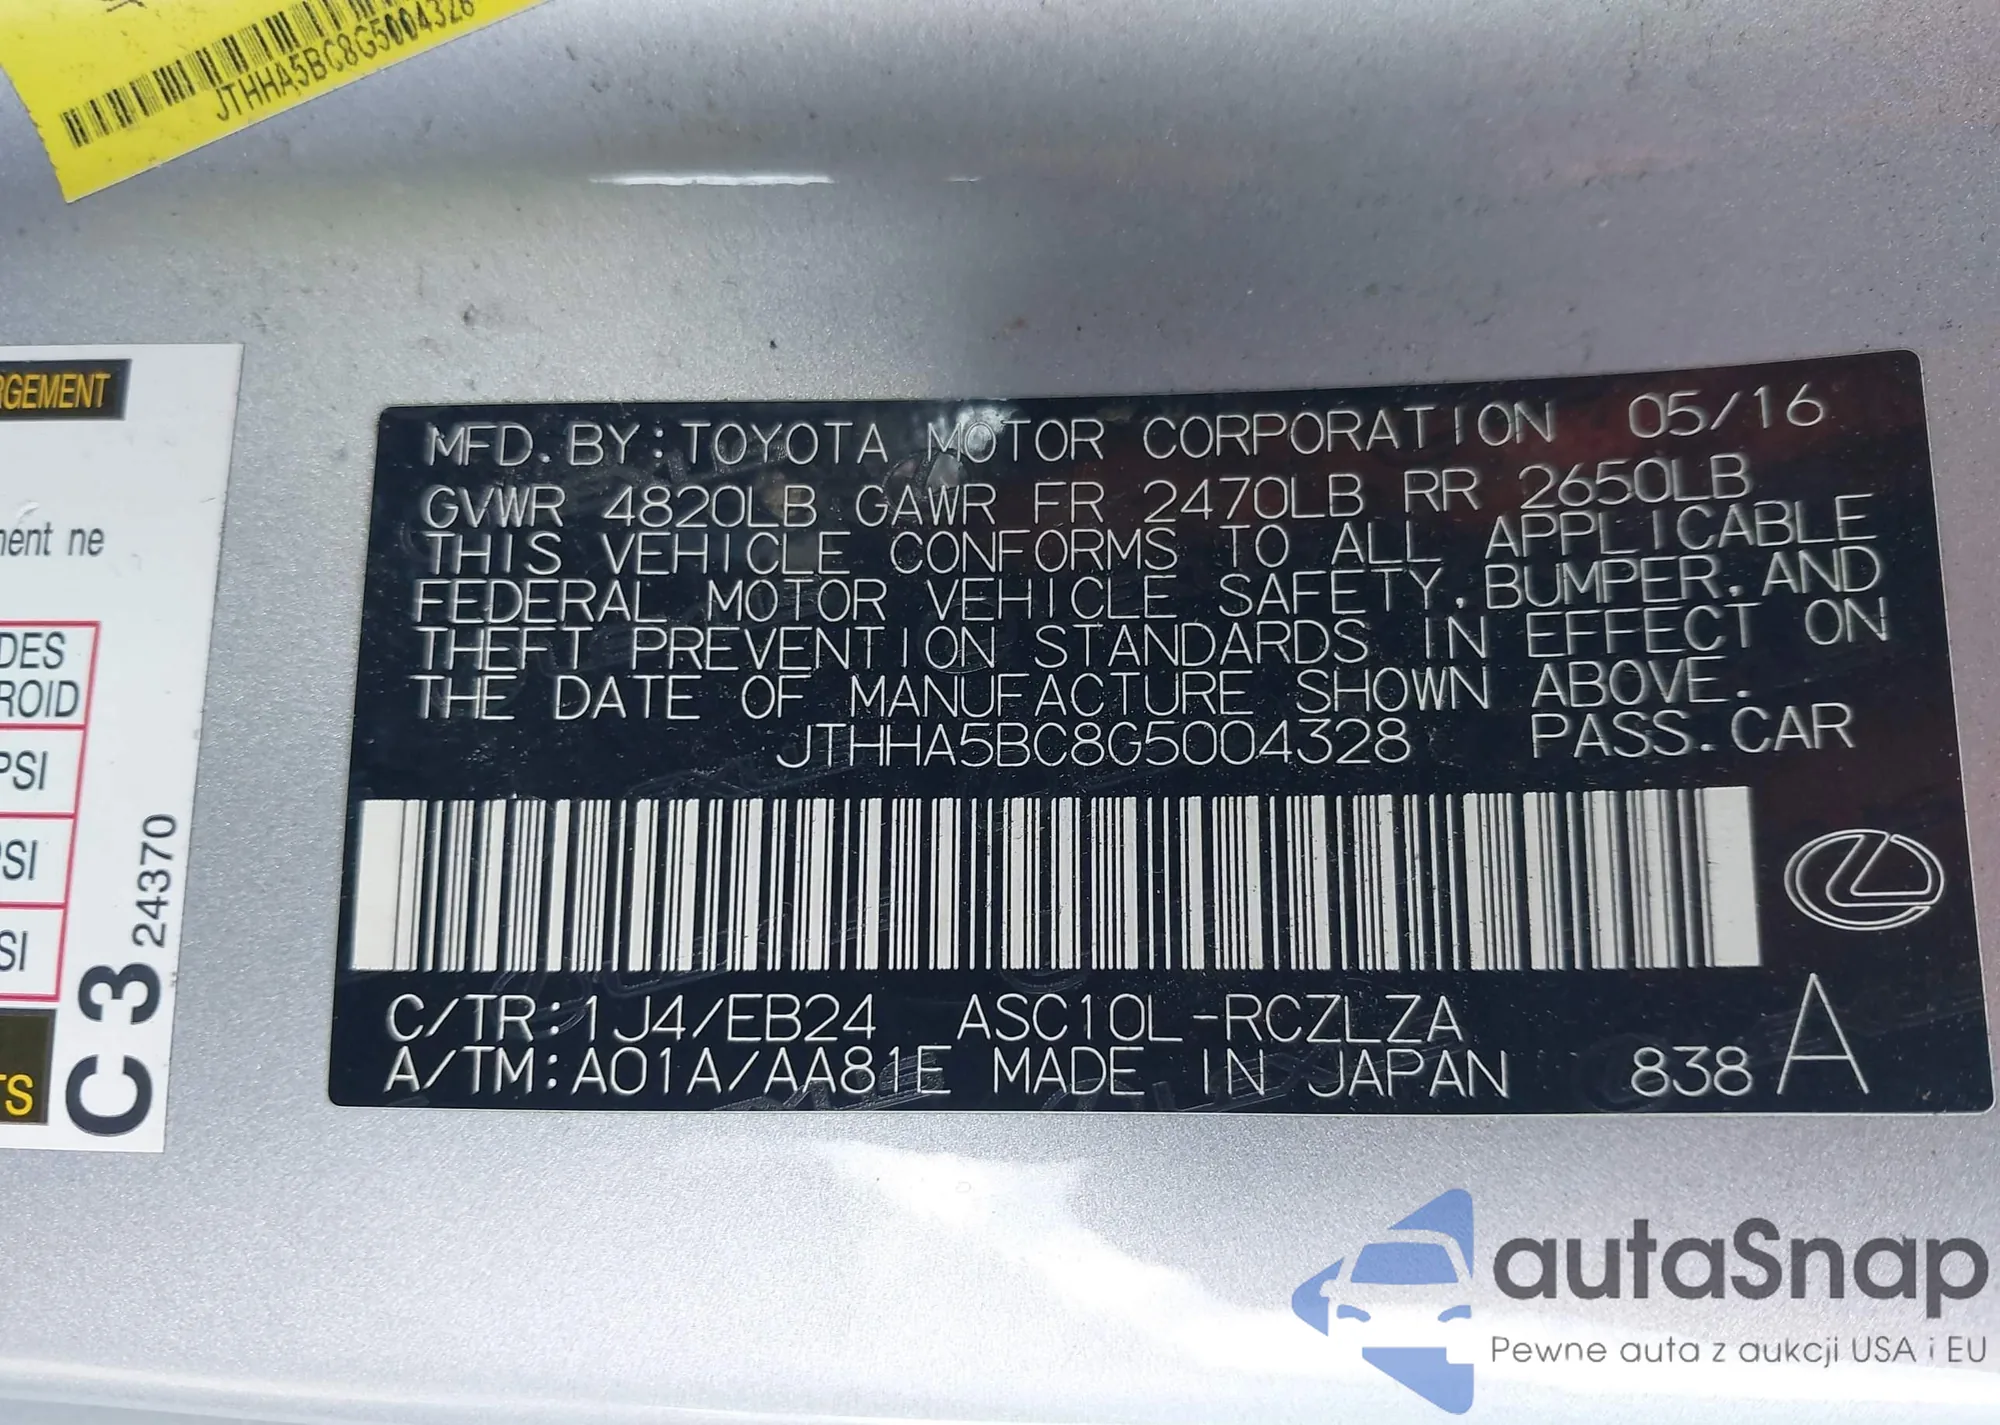 JTHHA5BC8G5004328
RGEMENT
ment ne
DES
ROID
PSI
PSI
SI
TS
C3 24370
MFD. BY: TOYOTA MOTOR CORPORATION 05/16
GVWR 4820LB GAWR FR 2470LB RR 2650LB
THIS VEHICLE CONFORMS TO ALL APPLICABLE
FEDERAL MOTOR VEHICLE SAFETY, BUMPER, AND
THEFT PREVENTION STANDARDS IN EFFECT ON
THE DATE OF MANUFACTURE SHOWN ABOVE.
JTHHA5BC8G5004328 PASS. CAR
C/TR: 1J4/EB24 ASC10L-RCZLZA
A/TM: A01A/AA81E MADE IN JAPAN 838 A
autaSnap
Pewne auta z aukcji USA i EU